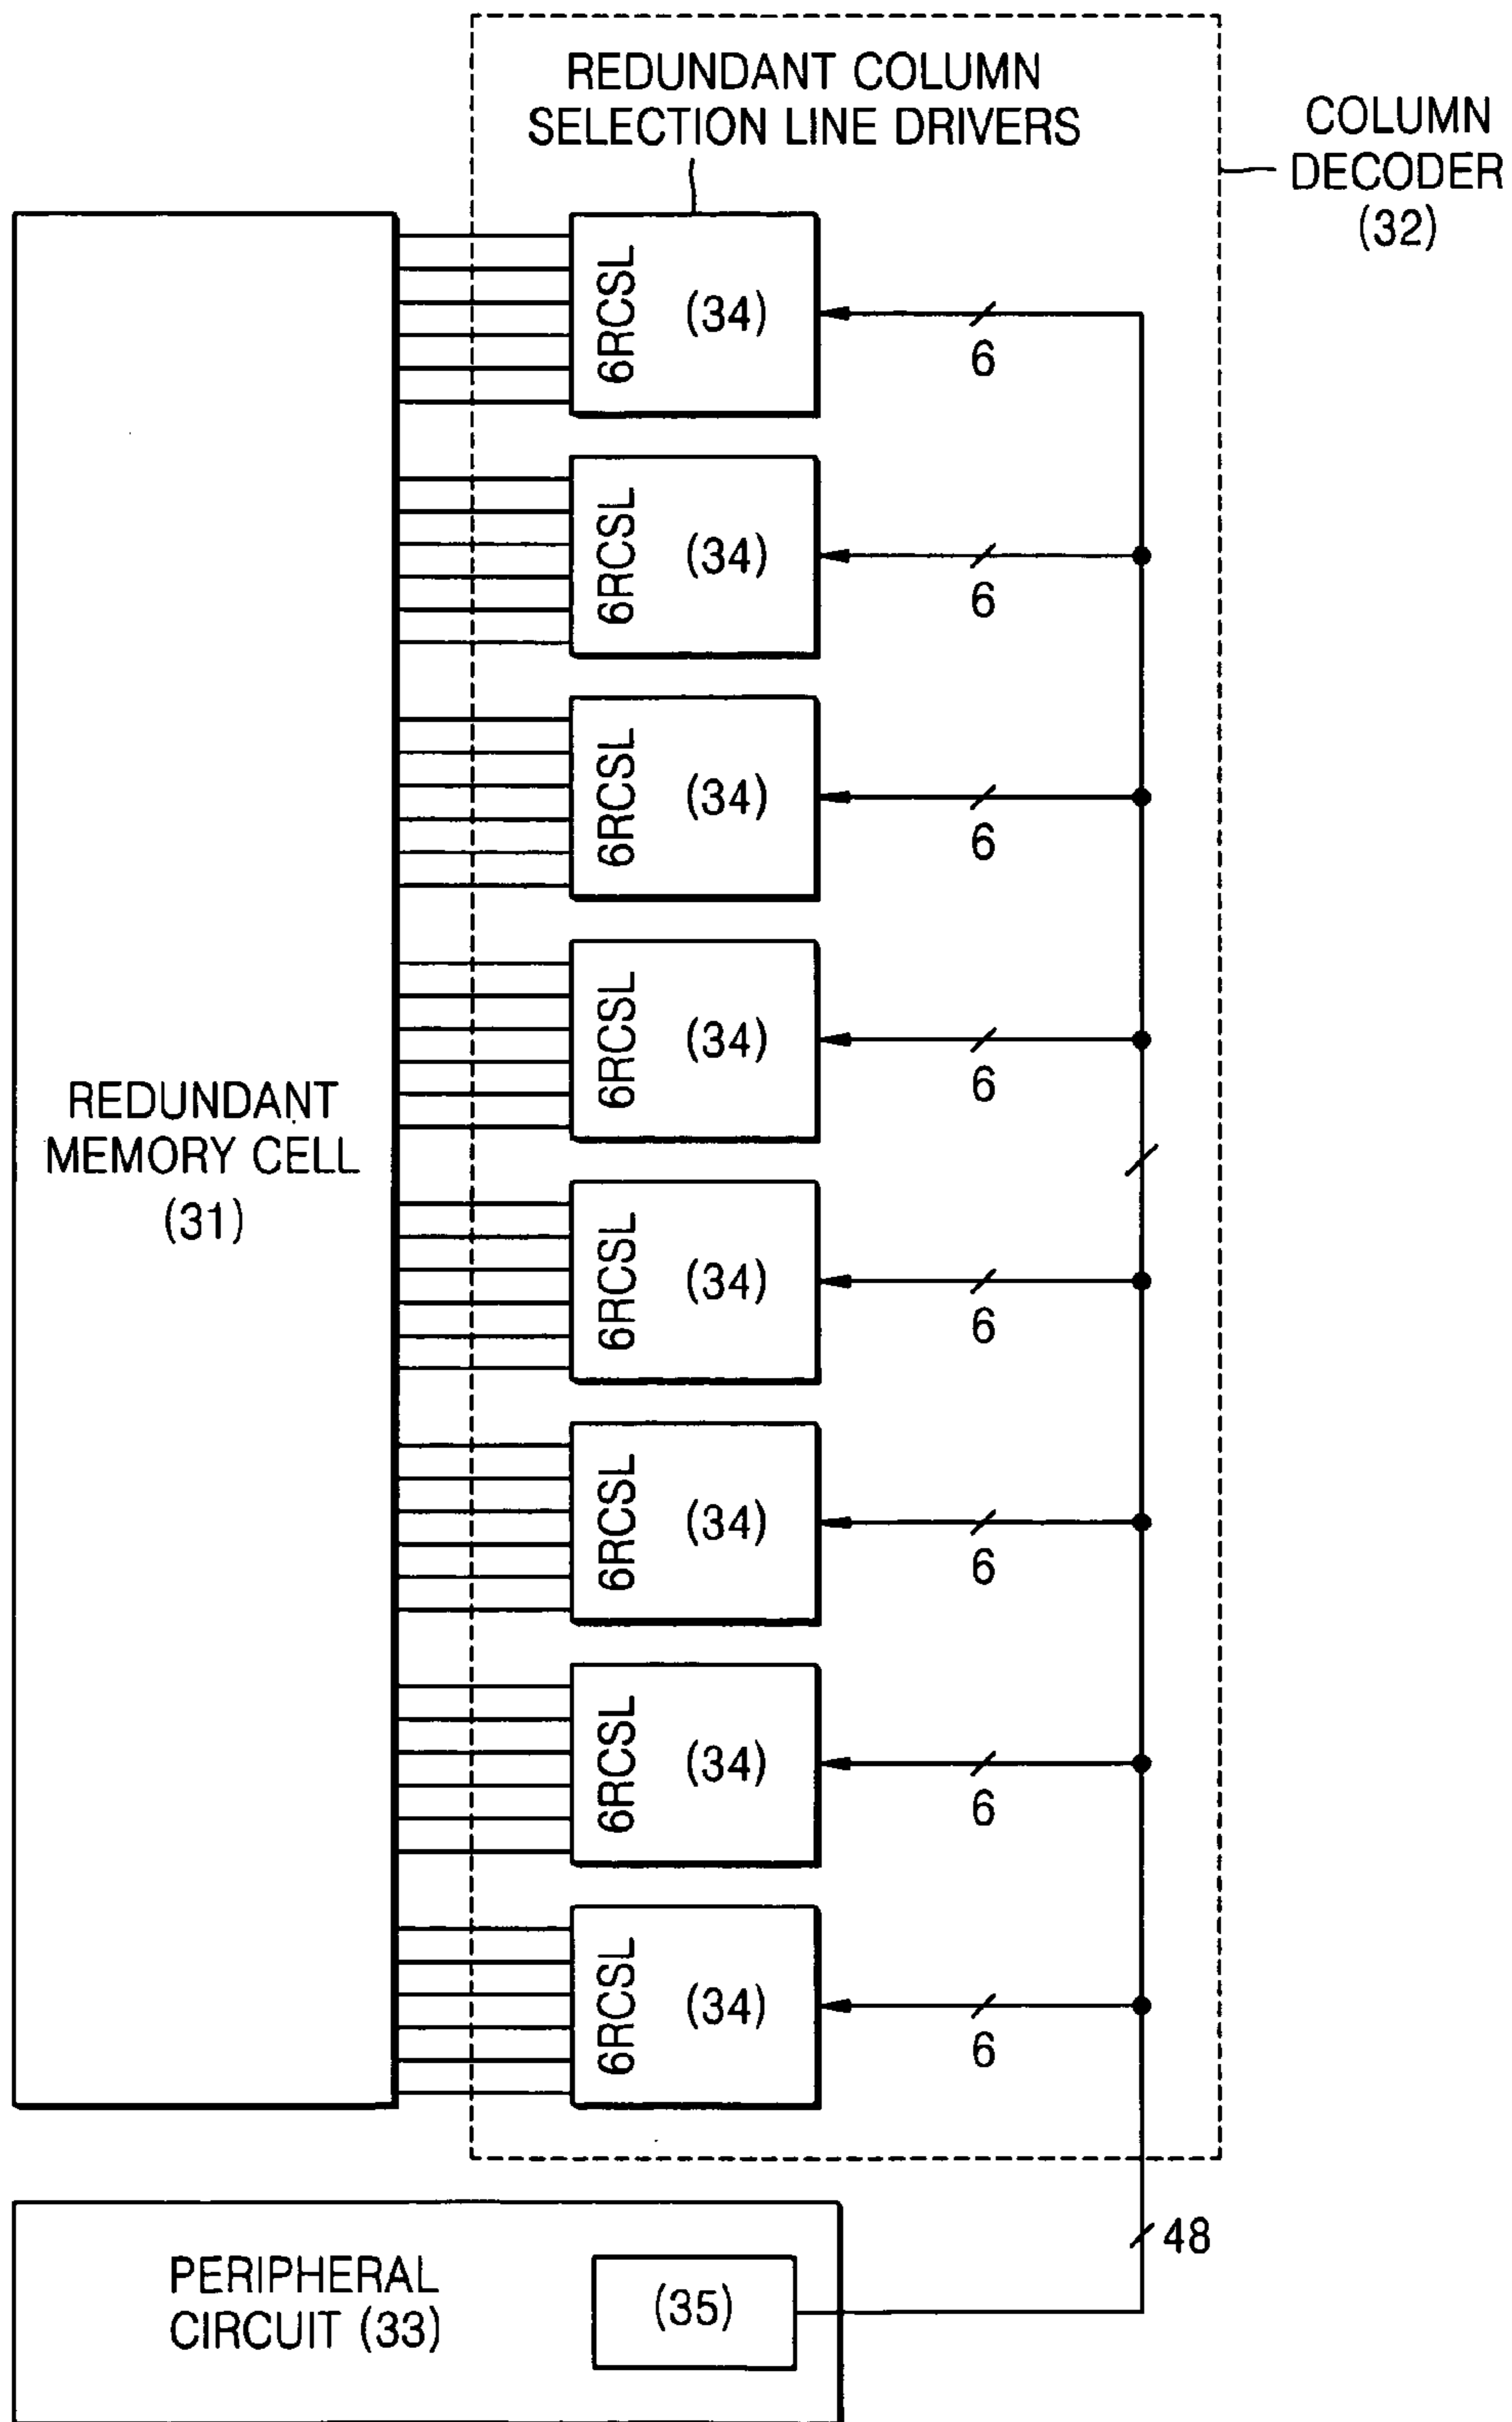 REDUNDANT COLUMN
SELECTION LINE DRIVERS
COLUMN
DECODER
(32)
6RCSL
(34)
6
6RCSL
(34)
6
6RCSL
(34)
6
6RCSL
(34)
6
REDUNDANT
MEMORY CELL
(31)
6RCSL
(34)
6
6RCSL
(34)
6
6RCSL
(34)
6
6RCSL
(34)
6
48
PERIPHERAL
CIRCUIT (33)
(35)